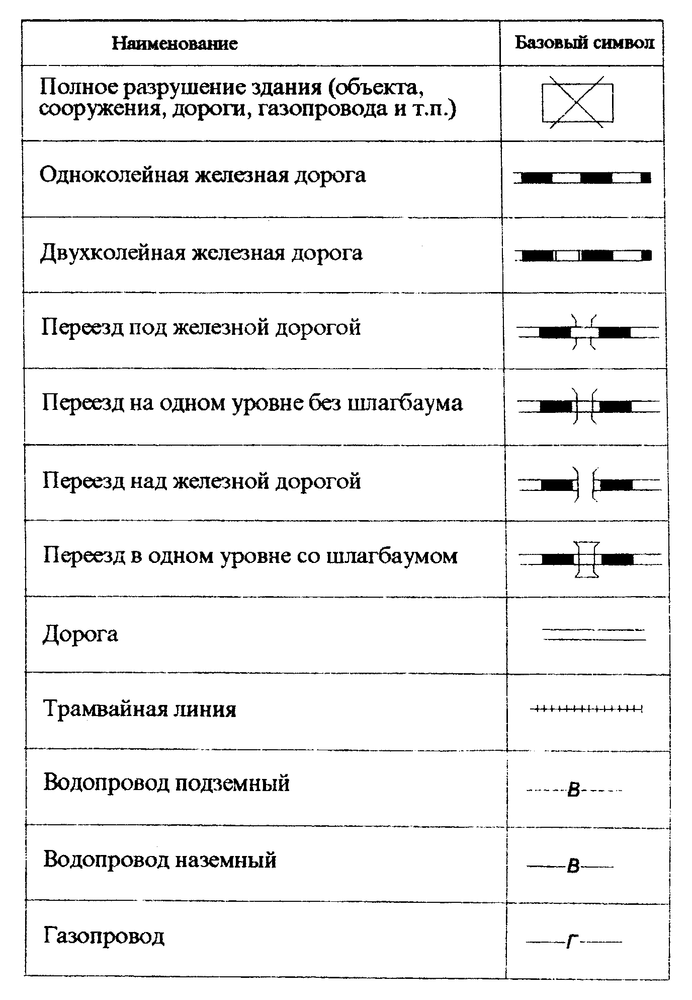 Наименование
Базовый символ
Полное разрушение здания (объекта,
сооружения, дороги, газопровода и т.п.)
Одноколейная железная дорога
Двухколейная железная дорога
Переезд под железной дорогой
Переезд на одном уровне без шлагбаума
Переезд над железной дорогой
Переезд в одном уровне со шлагбаумом
Дорога
Трамвайная линия
Водопровод подземный
В
Водопровод наземный
В
Газопровод
Г